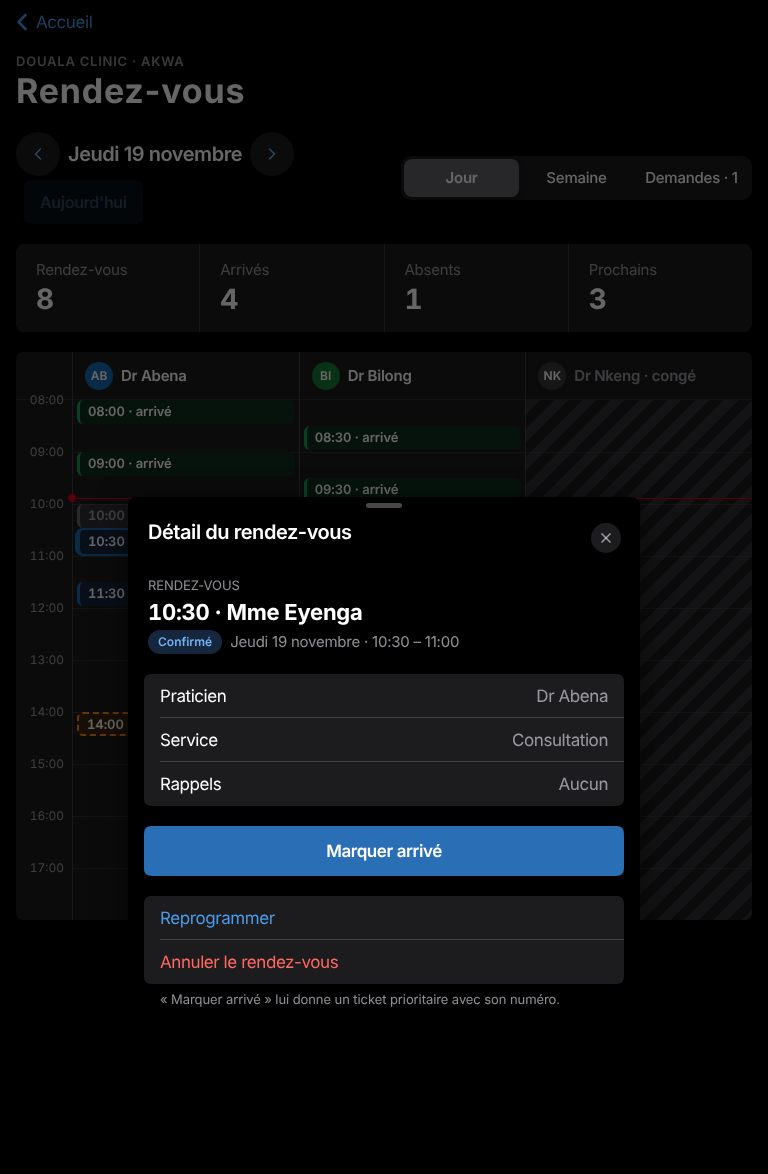 Accueil
DOUALA CLINIC · AKWA
Rendez-vous
Jeudi 19 novembre
Aujourd'hui
Jour
Semaine
Demandes · 1
Rendez-vous
8
Arrivés
4
Absents
1
Prochains
3
AB Dr Abena
BI Dr Bilong
NK Dr Nkeng · congé
08:00
08:00 · arrivé
08:30 · arrivé
09:00
09:00 · arrivé
09:30 · arrivé
10:00
10:00
10:30
11:00
11:30
12:00
13:00
14:00
14:00
15:00
16:00
17:00
Détail du rendez-vous
RENDEZ-VOUS
10:30 · Mme Eyenga
Confirmé Jeudi 19 novembre · 10:30 – 11:00
Praticien Dr Abena
Service Consultation
Rappels Aucun
Marquer arrivé
Reprogrammer
Annuler le rendez-vous
« Marquer arrivé » lui donne un ticket prioritaire avec son numéro.